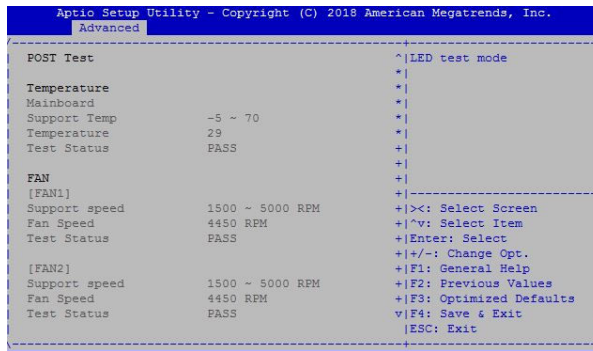 Aptio Setup Utility - Copyright (C) 2018 American Megatrends, Inc.
Advanced
POST Test ^|LED test mode
*|
Temperature *|
Mainboard *|
Support Temp -5 ~ 70 *|
Temperature 29 *|
Test Status PASS +|
+|
FAN +|
[FAN1] +|
Support speed 1500 ~ 5000 RPM +|><: Select Screen
Fan Speed 4450 RPM +|^v: Select Item
Test Status PASS +|Enter: Select
+|+/-: Change Opt.
[FAN2] +|F1: General Help
Support speed 1500 ~ 5000 RPM +|F2: Previous Values
Fan Speed 4450 RPM +|F3: Optimized Defaults
Test Status PASS v|F4: Save & Exit
|ESC: Exit